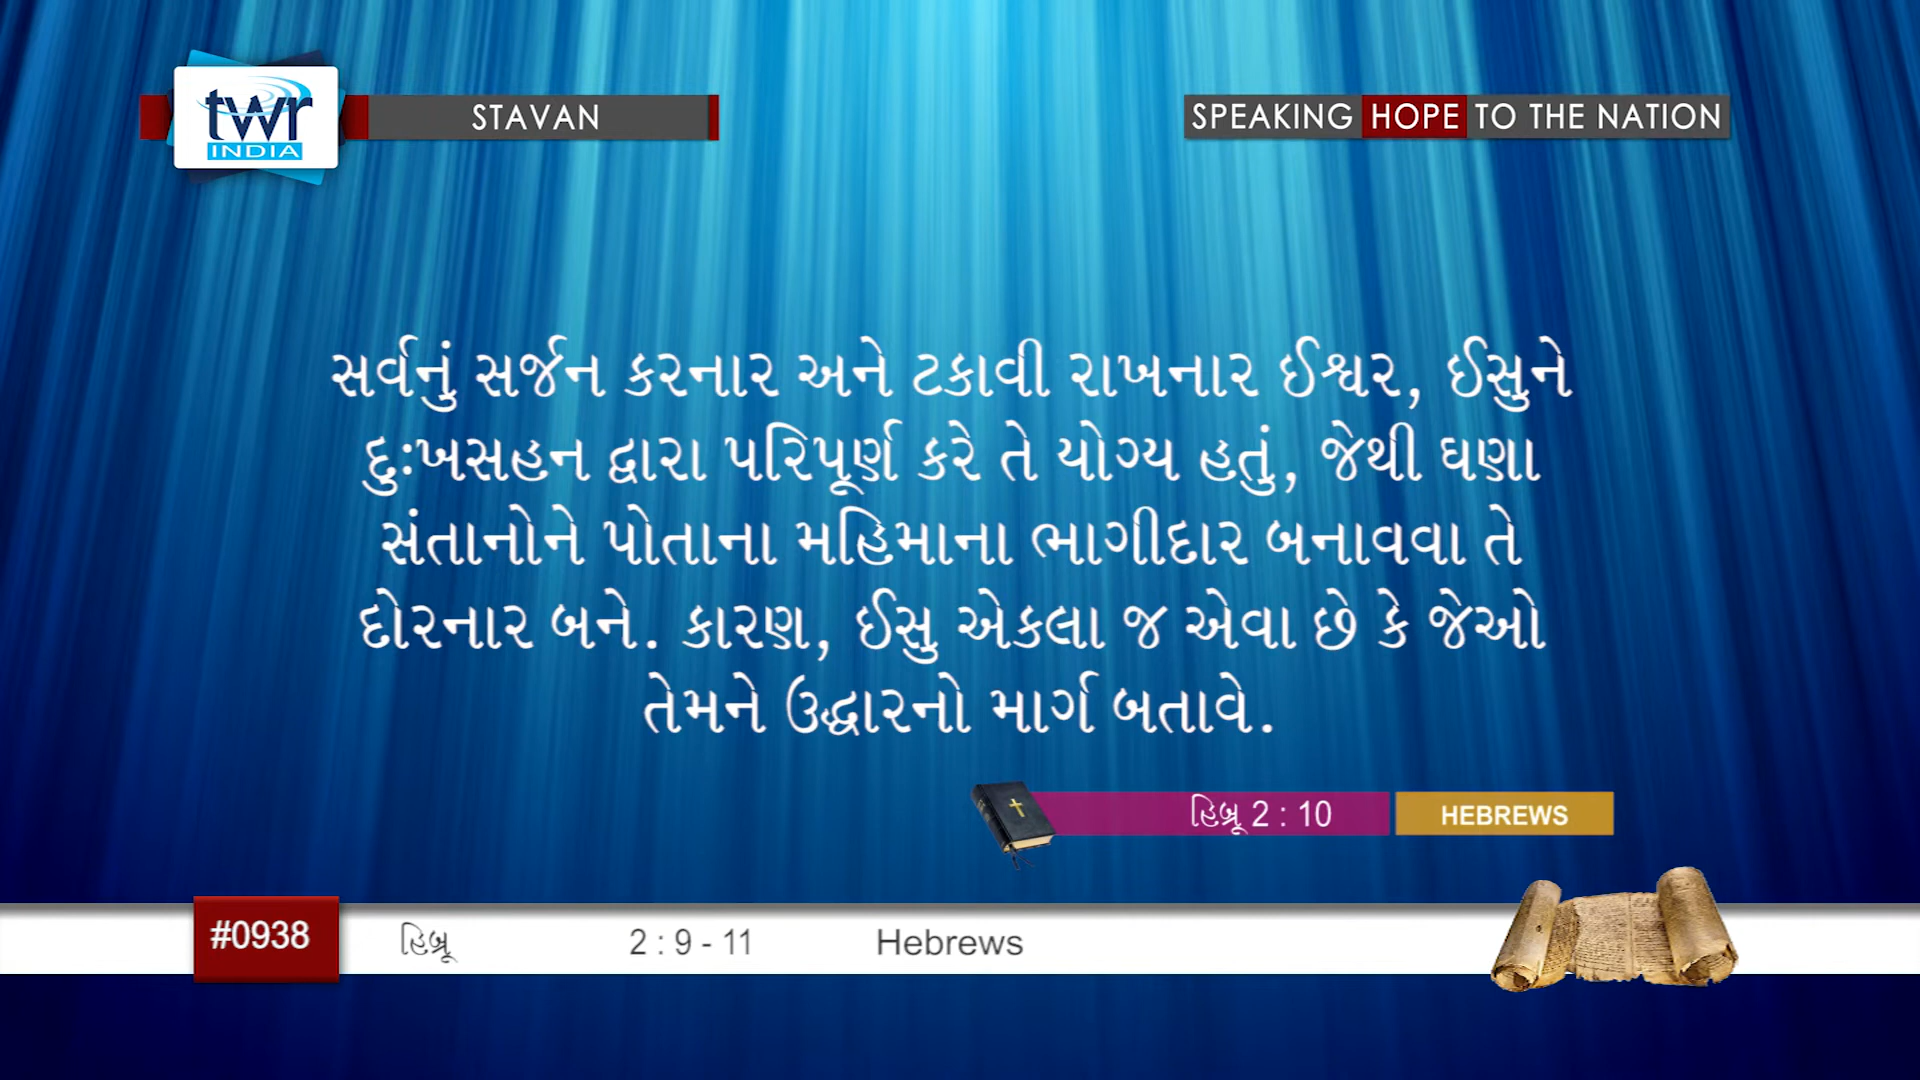 twr
INDIA
STAVAN
SPEAKING HOPE TO THE NATION
સર્વનું સર્જન કરનાર અને ટકાવી રાખનાર ઈશ્વર, ઈસુને
દુઃખસહન દ્વારા પરિપૂર્ણ કરે તે યોગ્ય હતું, જેથી ઘણા
સંતાનોને પોતાના મહિમાના ભાગીદાર બનાવવા તે
દોરનાર બને. કારણ, ઈસુ એકલા જ એવા છે કે જેઓ
તેમને ઉદ્ધારનો માર્ગ બતાવે.
હિબ્રૂ 2 : 10
HEBREWS
#0938
હિબ્રૂ 2 : 9 - 11 Hebrews